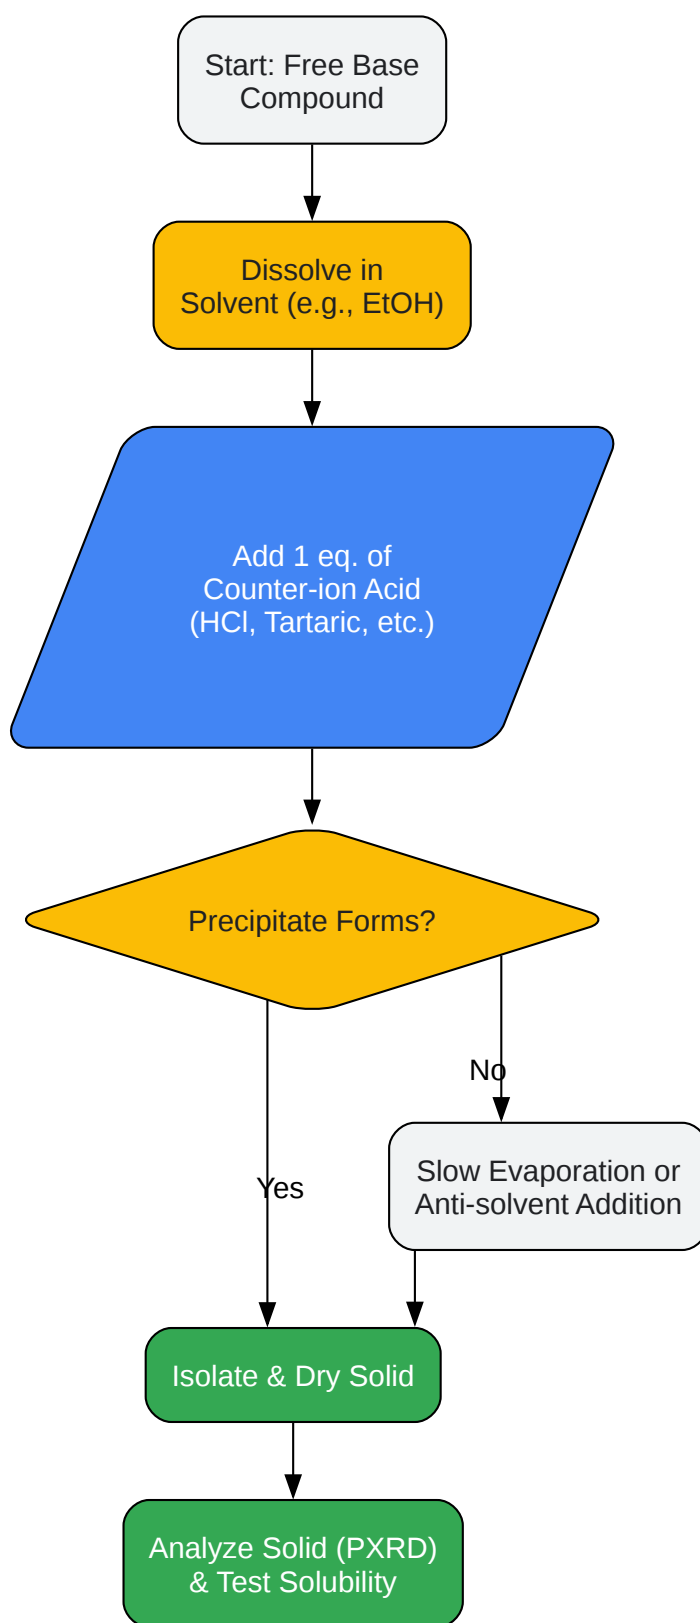 Start: Free Base
Compound
Dissolve in
Solvent (e.g., EtOH)
Add 1 eq. of
Counter-ion Acid
(HCl, Tartaric, etc.)
Precipitate Forms?
No
Slow Evaporation or
Anti-solvent Addition
Yes
Isolate & Dry Solid
Analyze Solid (PXRD)
& Test Solubility